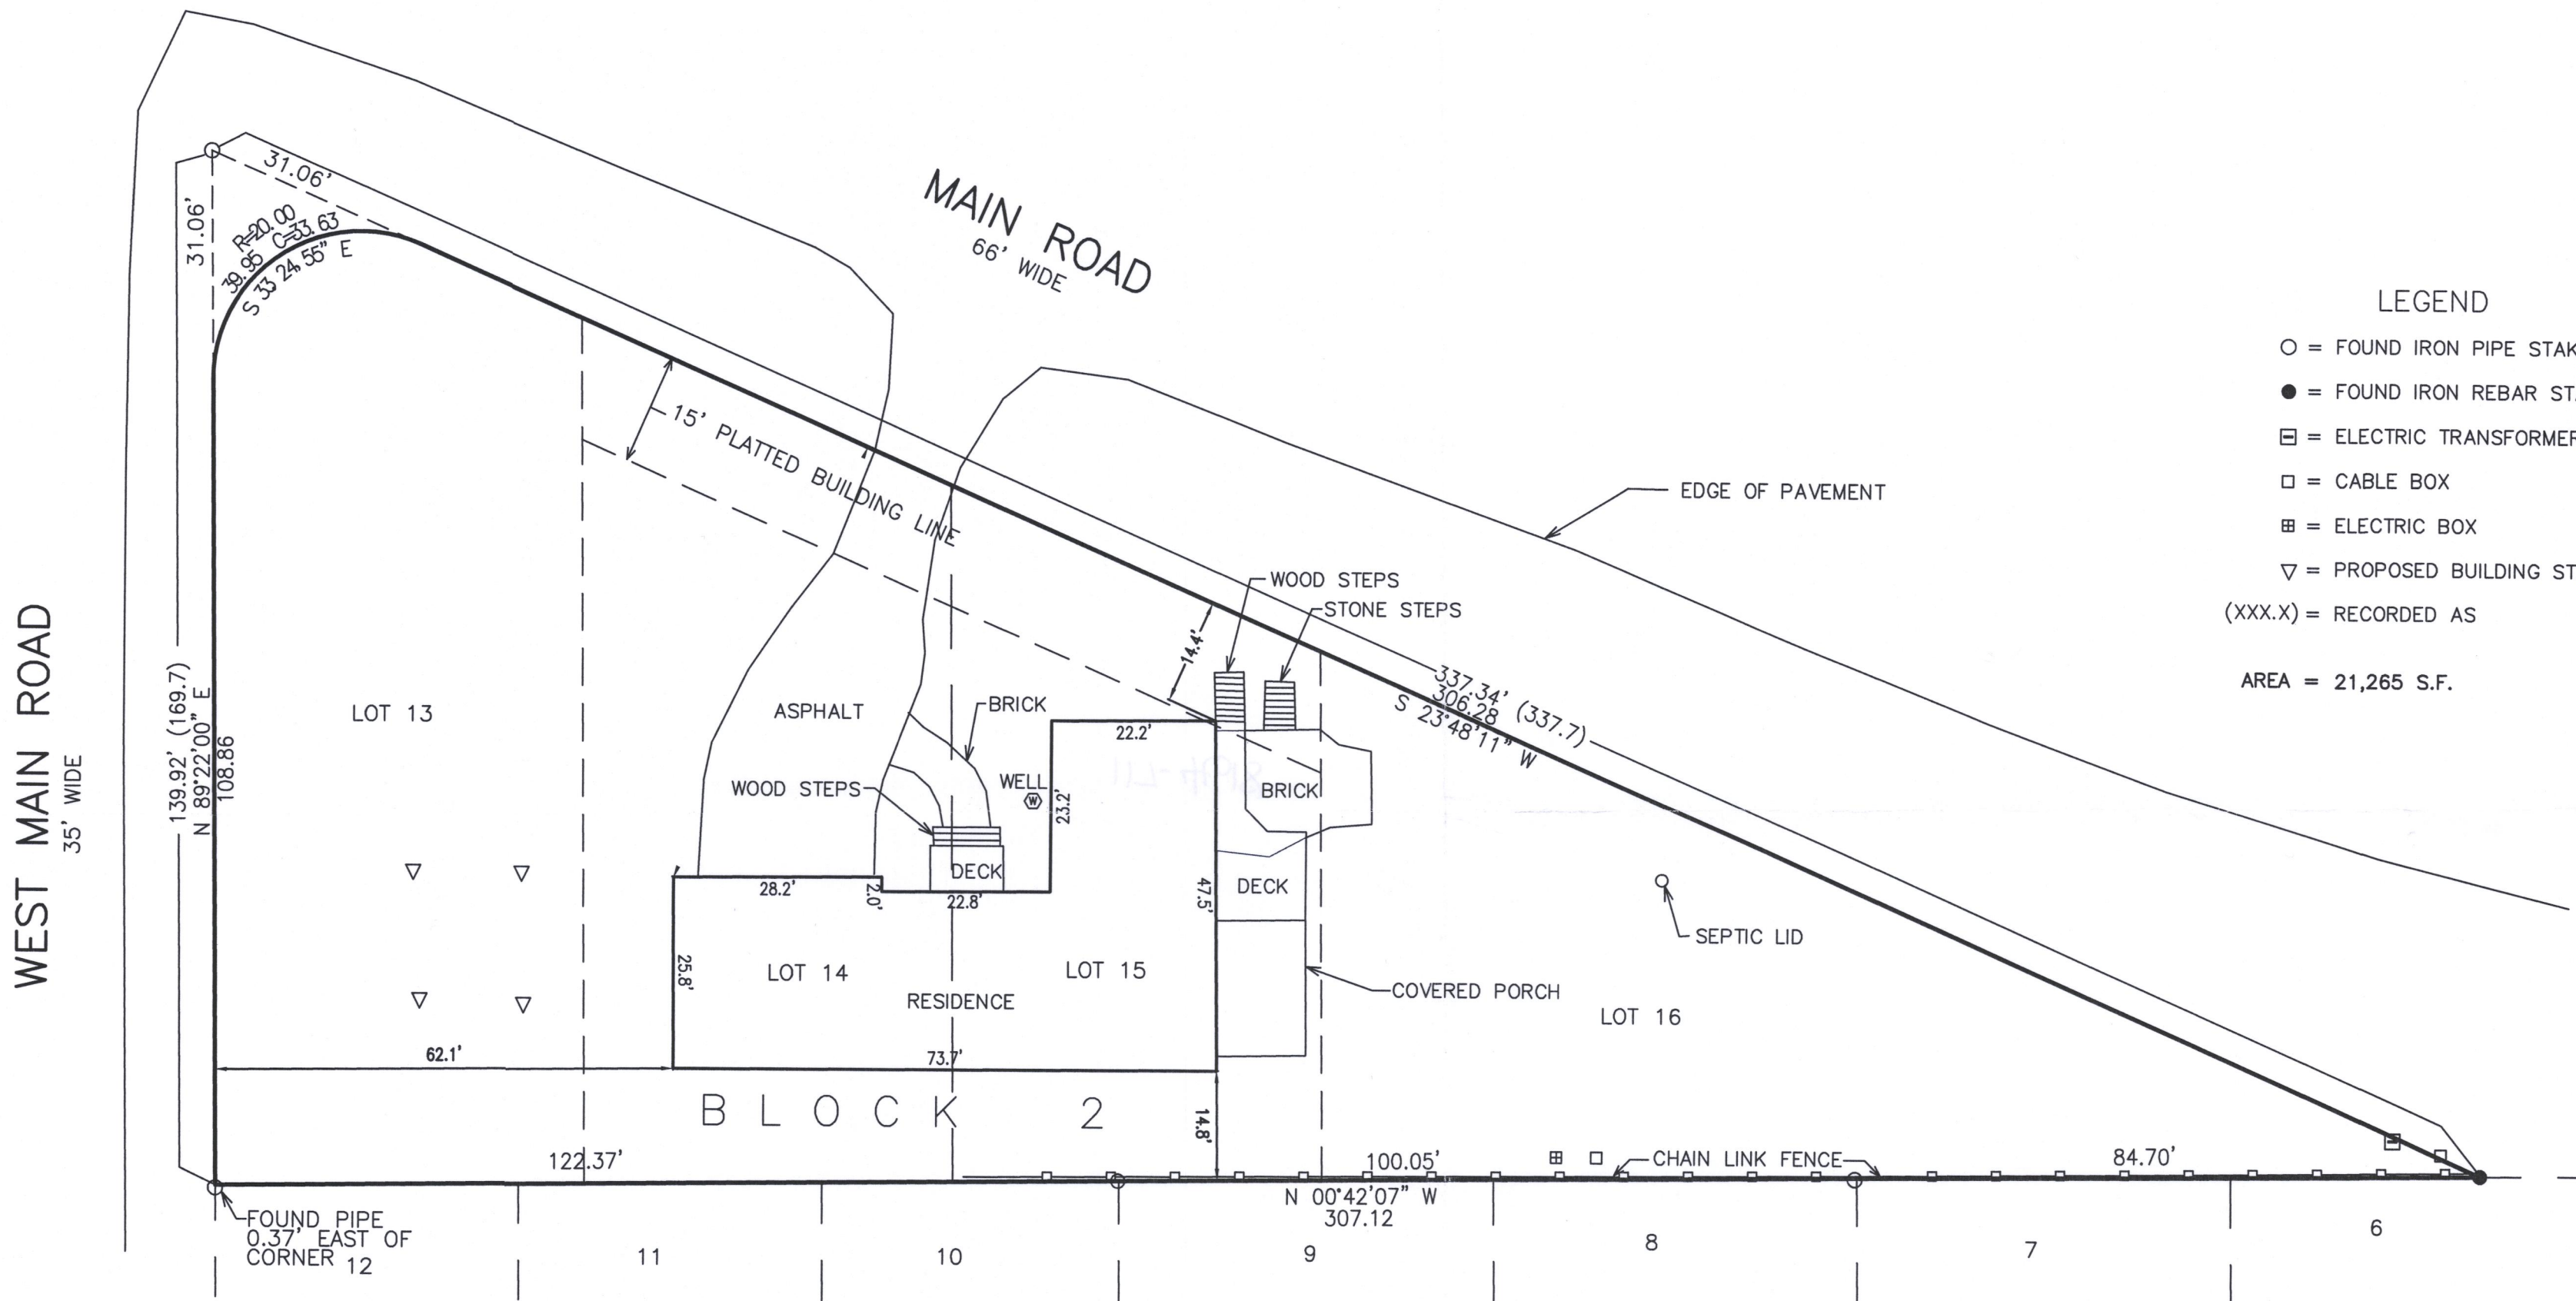 MAIN ROAD
66' WIDE
31.06'
31.06'
R=20.00
39.95 C=33.63
S 33 24'55" E
15' PLATTED BUILDING LINE
EDGE OF PAVEMENT
LEGEND
= FOUND IRON PIPE STAK
= FOUND IRON REBAR ST
= ELECTRIC TRANSFORMER
= CABLE BOX
= ELECTRIC BOX
= PROPOSED BUILDING ST
(XXX.X) = RECORDED AS
AREA = 21,265 S.F.
WOOD STEPS
STONE STEPS
14.4'
337.34' (337.7)
306.28
S 23°48'11" W
WEST MAIN ROAD
35' WIDE
139.92' (169.7)
N 89°22'00" E
108.86
LOT 13
ASPHALT
BRICK
22.2'
WOOD STEPS
WELL
W
23.2'
BRICK
DECK
28.2'
2.0'
22.8'
47.5'
DECK
SEPTIC LID
25.8'
LOT 14
LOT 15
RESIDENCE
COVERED PORCH
LOT 16
62.1'
73.7'
BLOCK 2
14.8'
122.37'
100.05'
CHAIN LINK FENCE
84.70'
N 00°42'07" W
307.12
FOUND PIPE
0.37' EAST OF
CORNER
12
11
10
9
8
7
6